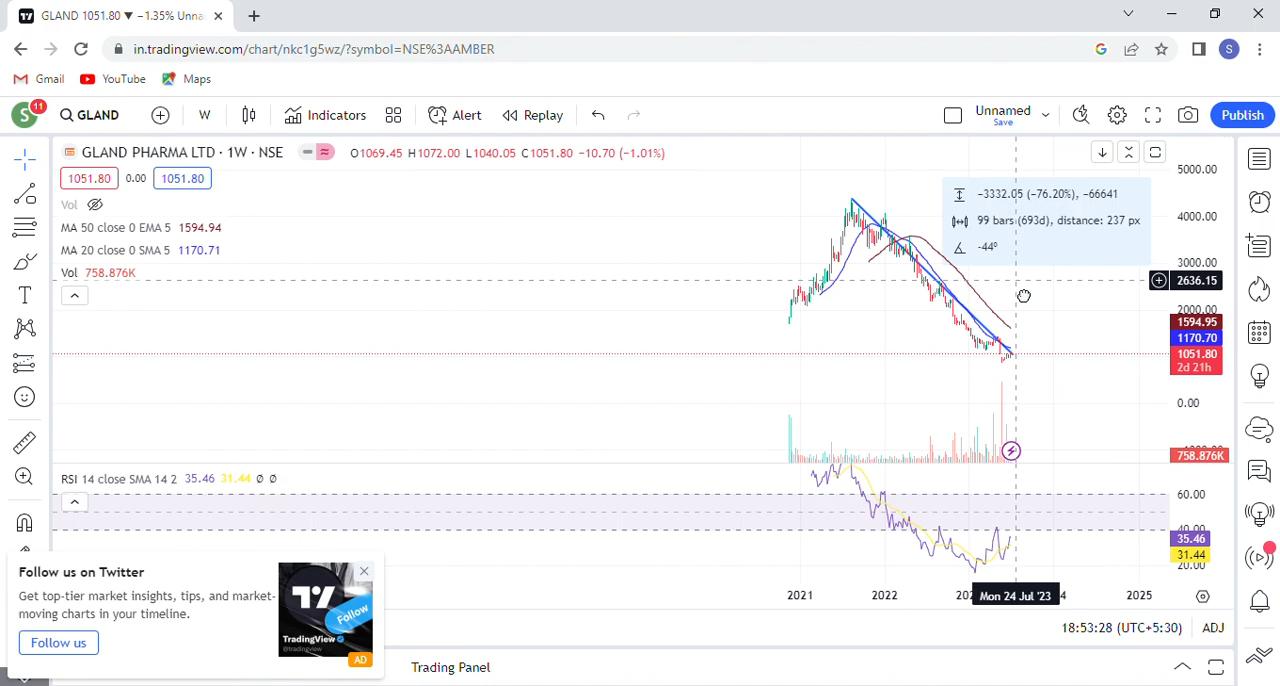 GLAND 1051.80 ▼ −1.35% Unna
in.tradingview.com/chart/nkc1g5wz/?symbol=NSE%3AAMBER
S
Gmail
YouTube
Maps
S
11
GLAND
W
Indicators
Alert
Replay
Unnamed
Save
Publish
GLAND PHARMA LTD · 1W · NSE
O1069.45 H1072.00 L1040.05 C1051.80 −10.70 (−1.01%)
1051.80 0.00 1051.80
Vol
MA 50 close 0 EMA 5 1594.94
MA 20 close 0 SMA 5 1170.71
Vol 758.876K
−3332.05 (−76.20%), −66641
99 bars (693d), distance: 237 px
-44º
5000.00
4000.00
3000.00
2636.15
2000.00
1594.95
1170.70
1051.80
2d 21h
0.00
758.876K
RSI 14 close SMA 14 2 35.46 31.44 Ø Ø
60.00
40.00
35.46
31.44
20.00
2021
2022
Mon 24 Jul '23
2025
18:53:28 (UTC+5:30)
ADJ
Follow us on Twitter
Get top-tier market insights, tips, and market-
moving charts in your timeline.
Follow us
Follow
TradingView
@tradingview
AD
Trading Panel